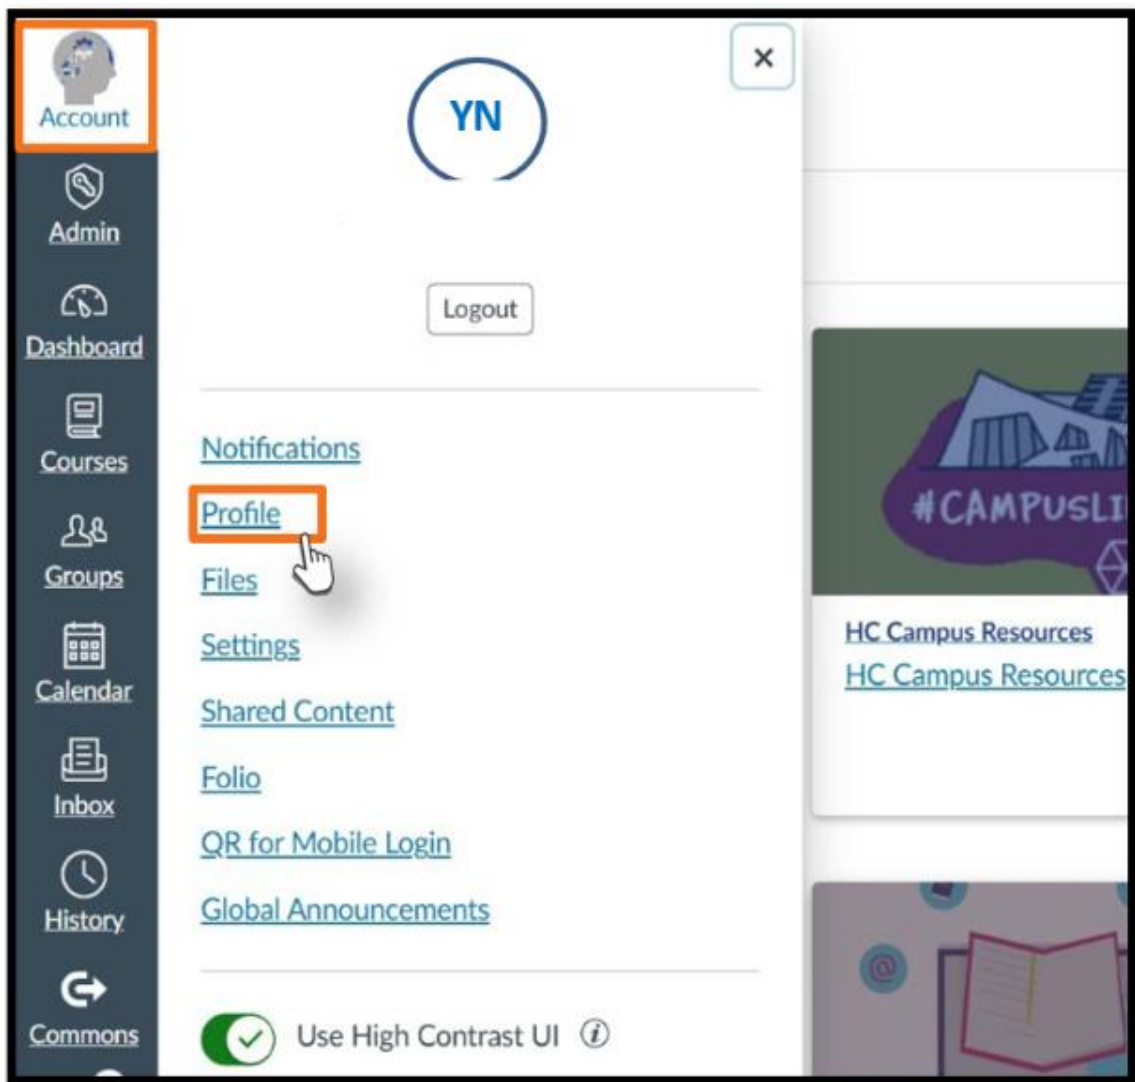 Account
Admin
Dashboard
Courses
Groups
Calendar
Inbox
History
Commons
YN
Logout
Notifications
Profile
Files
Settings
Shared Content
Folio
QR for Mobile Login
Global Announcements
Use High Contrast UI
#CAMPUSLI
HC Campus Resources
HC Campus Resources